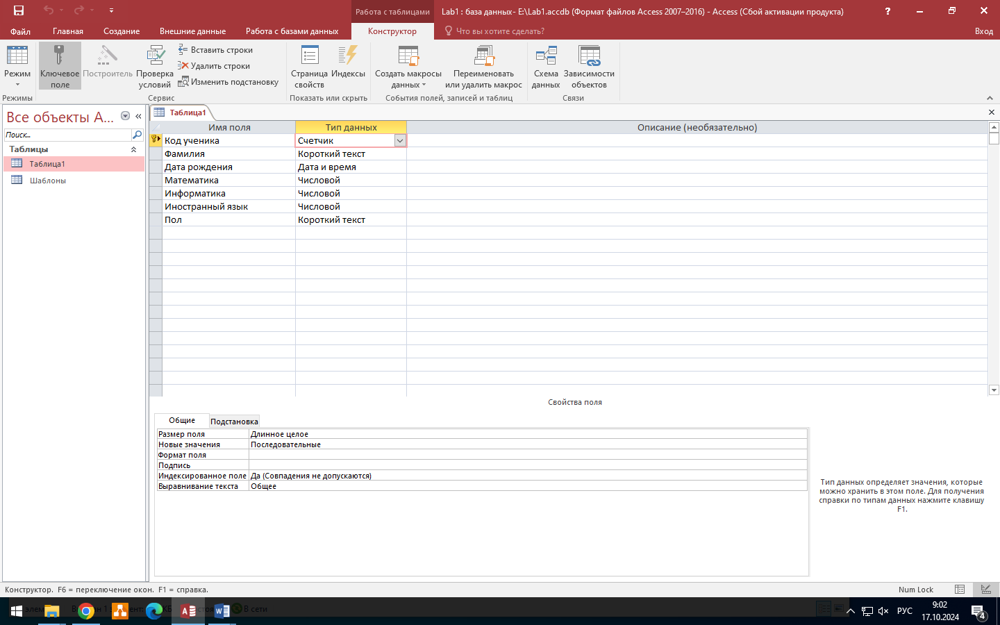 Работа с таблицами
Lab1 : база данных- E:\Lab1.accdb (Формат файлов Access 2007–2016) - Access (Сбой активации продукта)
?
Файл Главная Создание Внешние данные Работа с базами данных Конструктор Что вы хотите сделать? Вход
Режим
Ключевое поле
Построитель
Проверка условий
Вставить строки
Удалить строки
Изменить подстановку
Страница свойств
Индексы
Создать макросы данных
Переименовать или удалить макрос
Схема данных
Зависимости объектов
Режимы Сервис Показать или скрыть События полей, записей и таблиц Связи
Все объекты A...
Поиск...
Таблицы
Таблица1
Шаблоны
Таблица1
Имя поля Тип данных Описание (необязательно)
Код ученика Счетчик
Фамилия Короткий текст
Дата рождения Дата и время
Математика Числовой
Информатика Числовой
Иностранный язык Числовой
Пол Короткий текст
Свойства поля
Общие Подстановка
Размер поля Длинное целое
Новые значения Последовательные
Формат поля
Подпись
Индексированное поле Да (Совпадения не допускаются)
Выравнивание текста Общее
Тип данных определяет значения, которые
можно хранить в этом поле. Для получения
справки по типам данных нажмите клавишу
F1.
Конструктор. F6 = переключение окон. F1 = справка. Num Lock
В сети
РУС
9:02
17.10.2024
4